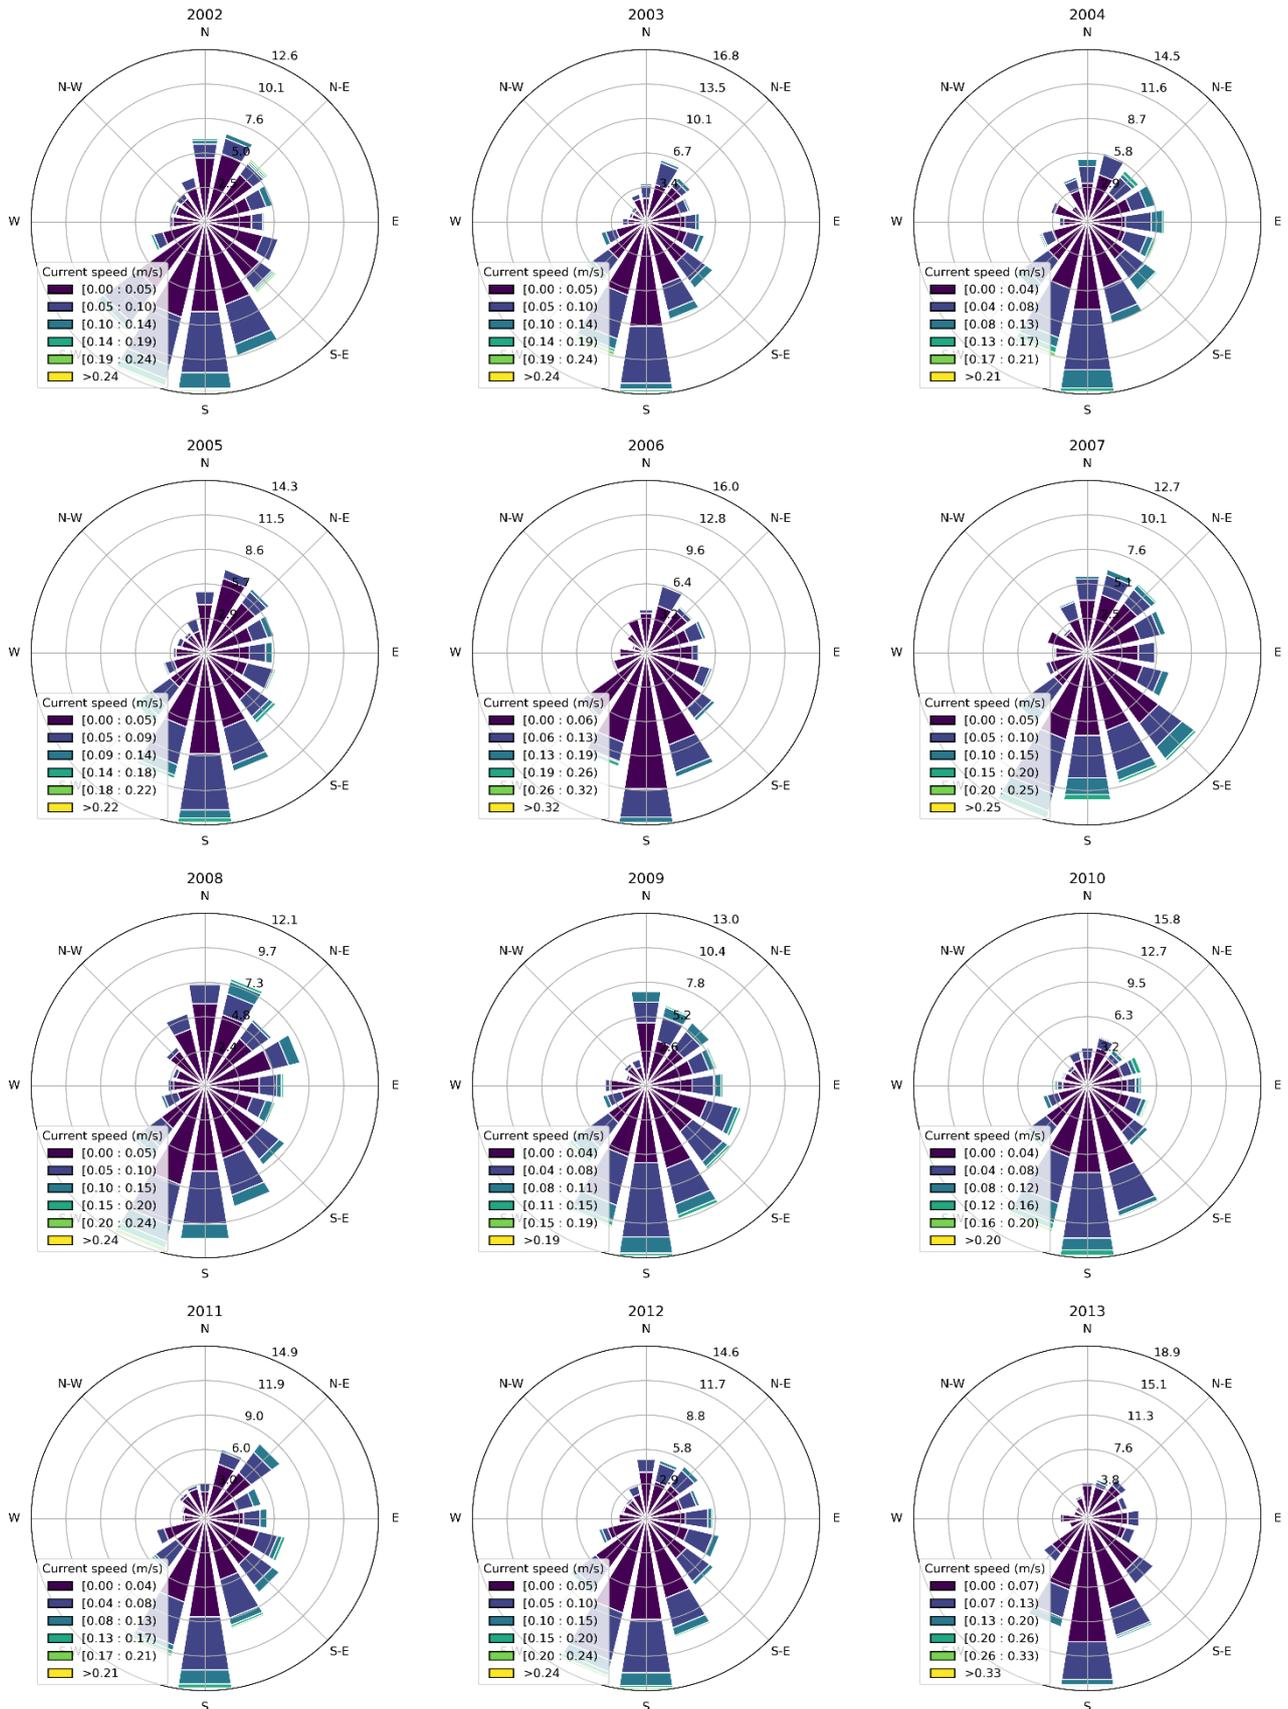 2002
N
12.6
N-W
10.1
N-E
7.6
5.0
W
E
Current speed (m/s)
[0.00 : 0.05)
[0.05 : 0.10)
[0.10 : 0.14)
[0.14 : 0.19)
[0.19 : 0.24)
>0.24
S-E
S
2003
N
16.8
N-W
13.5
N-E
10.1
6.7
3.4
W
E
Current speed (m/s)
[0.00 : 0.05)
[0.05 : 0.10)
[0.10 : 0.14)
[0.14 : 0.19)
[0.19 : 0.24)
>0.24
S-E
S
2004
N
14.5
N-W
11.6
N-E
8.7
5.8
W
E
Current speed (m/s)
[0.00 : 0.04)
[0.04 : 0.08)
[0.08 : 0.13)
[0.13 : 0.17)
[0.17 : 0.21)
>0.21
S-E
S
2005
N
14.3
N-W
11.5
N-E
8.6
5.7
W
E
Current speed (m/s)
[0.00 : 0.05)
[0.05 : 0.09)
[0.09 : 0.14)
[0.14 : 0.18)
[0.18 : 0.22)
>0.22
S-E
S
2006
N
16.0
N-W
12.8
N-E
9.6
6.4
W
E
Current speed (m/s)
[0.00 : 0.06)
[0.06 : 0.13)
[0.13 : 0.19)
[0.19 : 0.26)
[0.26 : 0.32)
>0.32
S-E
S
2007
N
12.7
N-W
10.1
N-E
7.6
5.1
W
E
Current speed (m/s)
[0.00 : 0.05)
[0.05 : 0.10)
[0.10 : 0.15)
[0.15 : 0.20)
[0.20 : 0.25)
>0.25
S-E
S
2008
N
12.1
N-W
9.7
N-E
7.3
4.8
W
E
Current speed (m/s)
[0.00 : 0.05)
[0.05 : 0.10)
[0.10 : 0.15)
[0.15 : 0.20)
[0.20 : 0.24)
>0.24
S-E
S
2009
N
13.0
N-W
10.4
N-E
7.8
5.2
W
E
Current speed (m/s)
[0.00 : 0.04)
[0.04 : 0.08)
[0.08 : 0.11)
[0.11 : 0.15)
[0.15 : 0.19)
>0.19
S-E
S
2010
N
15.8
N-W
12.7
N-E
9.5
6.3
3.2
W
E
Current speed (m/s)
[0.00 : 0.04)
[0.04 : 0.08)
[0.08 : 0.12)
[0.12 : 0.16)
[0.16 : 0.20)
>0.20
S-E
S
2011
N
14.9
N-W
11.9
N-E
9.0
6.0
W
E
Current speed (m/s)
[0.00 : 0.04)
[0.04 : 0.08)
[0.08 : 0.13)
[0.13 : 0.17)
[0.17 : 0.21)
>0.21
S-E
S
2012
N
14.6
N-W
11.7
N-E
8.8
5.8
2.9
W
E
Current speed (m/s)
[0.00 : 0.05)
[0.05 : 0.10)
[0.10 : 0.15)
[0.15 : 0.20)
[0.20 : 0.24)
>0.24
S-E
S
2013
N
18.9
N-W
15.1
N-E
11.3
7.6
3.8
W
E
Current speed (m/s)
[0.00 : 0.07)
[0.07 : 0.13)
[0.13 : 0.20)
[0.20 : 0.26)
[0.26 : 0.33)
>0.33
S-E
S